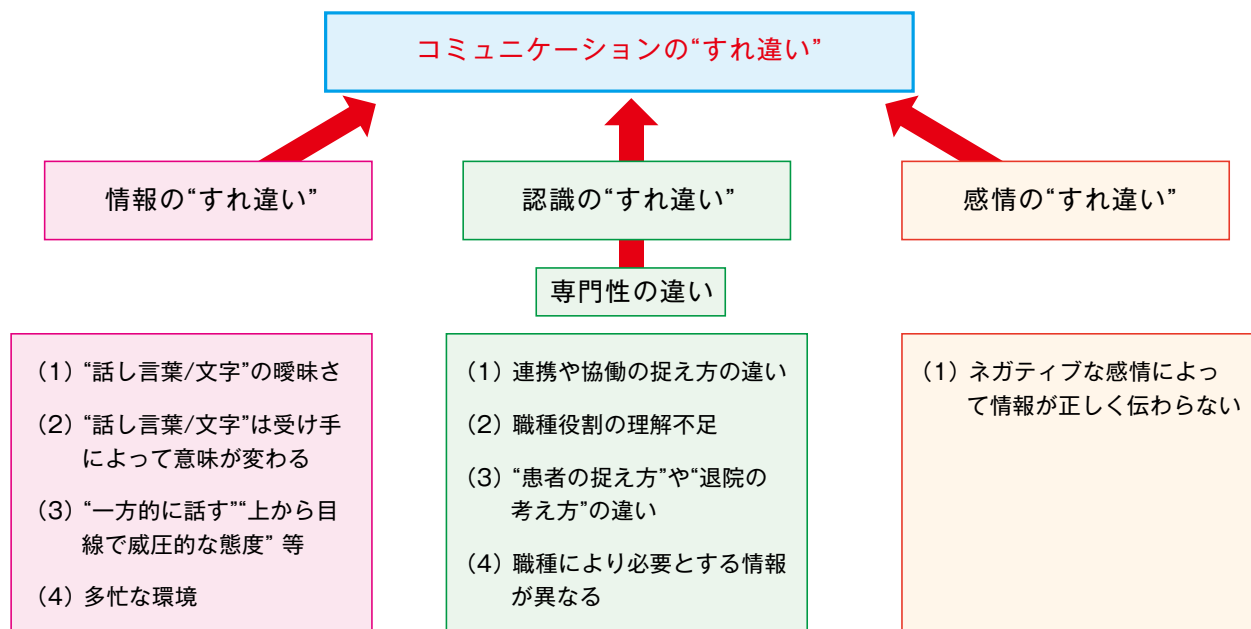 コミュニケーションの“すれ違い”
情報の“すれ違い”
認識の“すれ違い”
感情の“すれ違い”
専門性の違い
(1)“話し言葉/文字”の曖昧さ
(2)“話し言葉/文字”は受け手
によって意味が変わる
(3)“一方的に話す”“上から目
線で威圧的な態度” 等
(4) 多忙な環境
(1) 連携や協働の捉え方の違い
(2) 職種役割の理解不足
(3)“患者の捉え方”や“退院の
考え方”の違い
(4) 職種により必要とする情報
が異なる
(1) ネガティブな感情によっ
て情報が正しく伝わらない